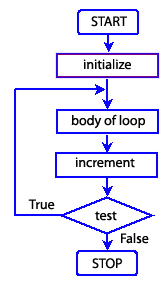 START
initialize
body of loop
increment
True
test
False
STOP